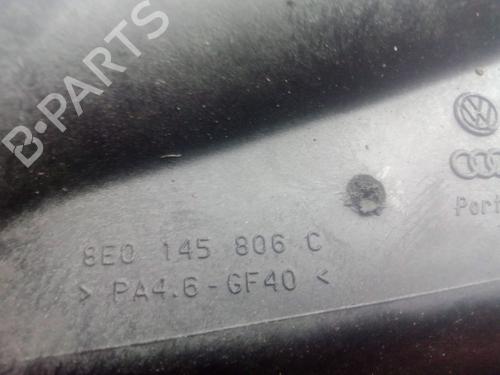 B-PARTS
Port
8E0 145 806 C
> PA4.6-GF40 <